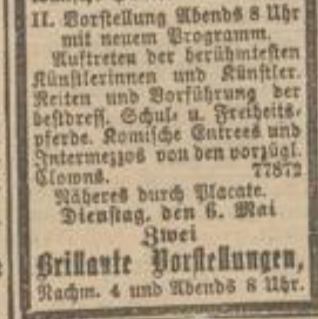 II. Vorstellung Abends 8 Uhr
mit neuem Programm.
Auftreten der berühmtesten
Künstlerinnen und Künstler.
Reiten und Vorführung der
bestdress. Schul- u. Freiheits-
pferde. Komische Entrees und
Intermezzos von den vorzügl.
Clowns. 77872
Näheres durch Placate.
Dienstag, den 6. Mai
Zwei
Brillante Vorstellungen,
Nachm. 4 und Abends 8 Uhr.